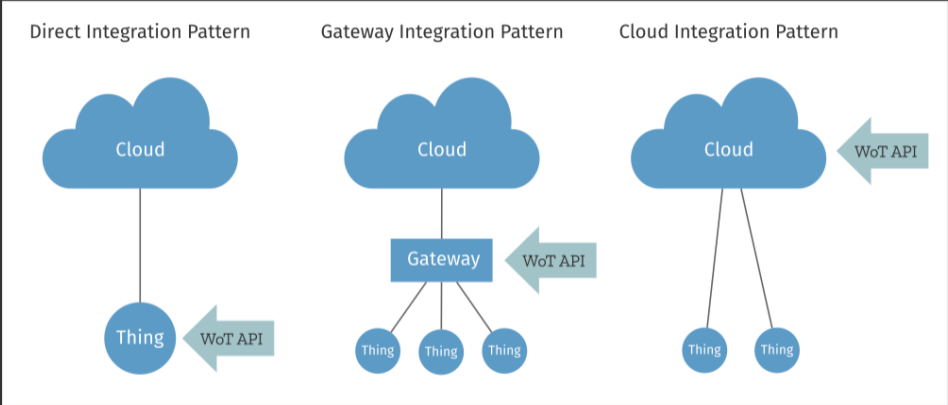 Direct Integration Pattern
Cloud
Thing
WoT API
Gateway Integration Pattern
Cloud
Gateway
WoT API
Thing
Thing
Thing
Cloud Integration Pattern
Cloud
WoT API
Thing
Thing